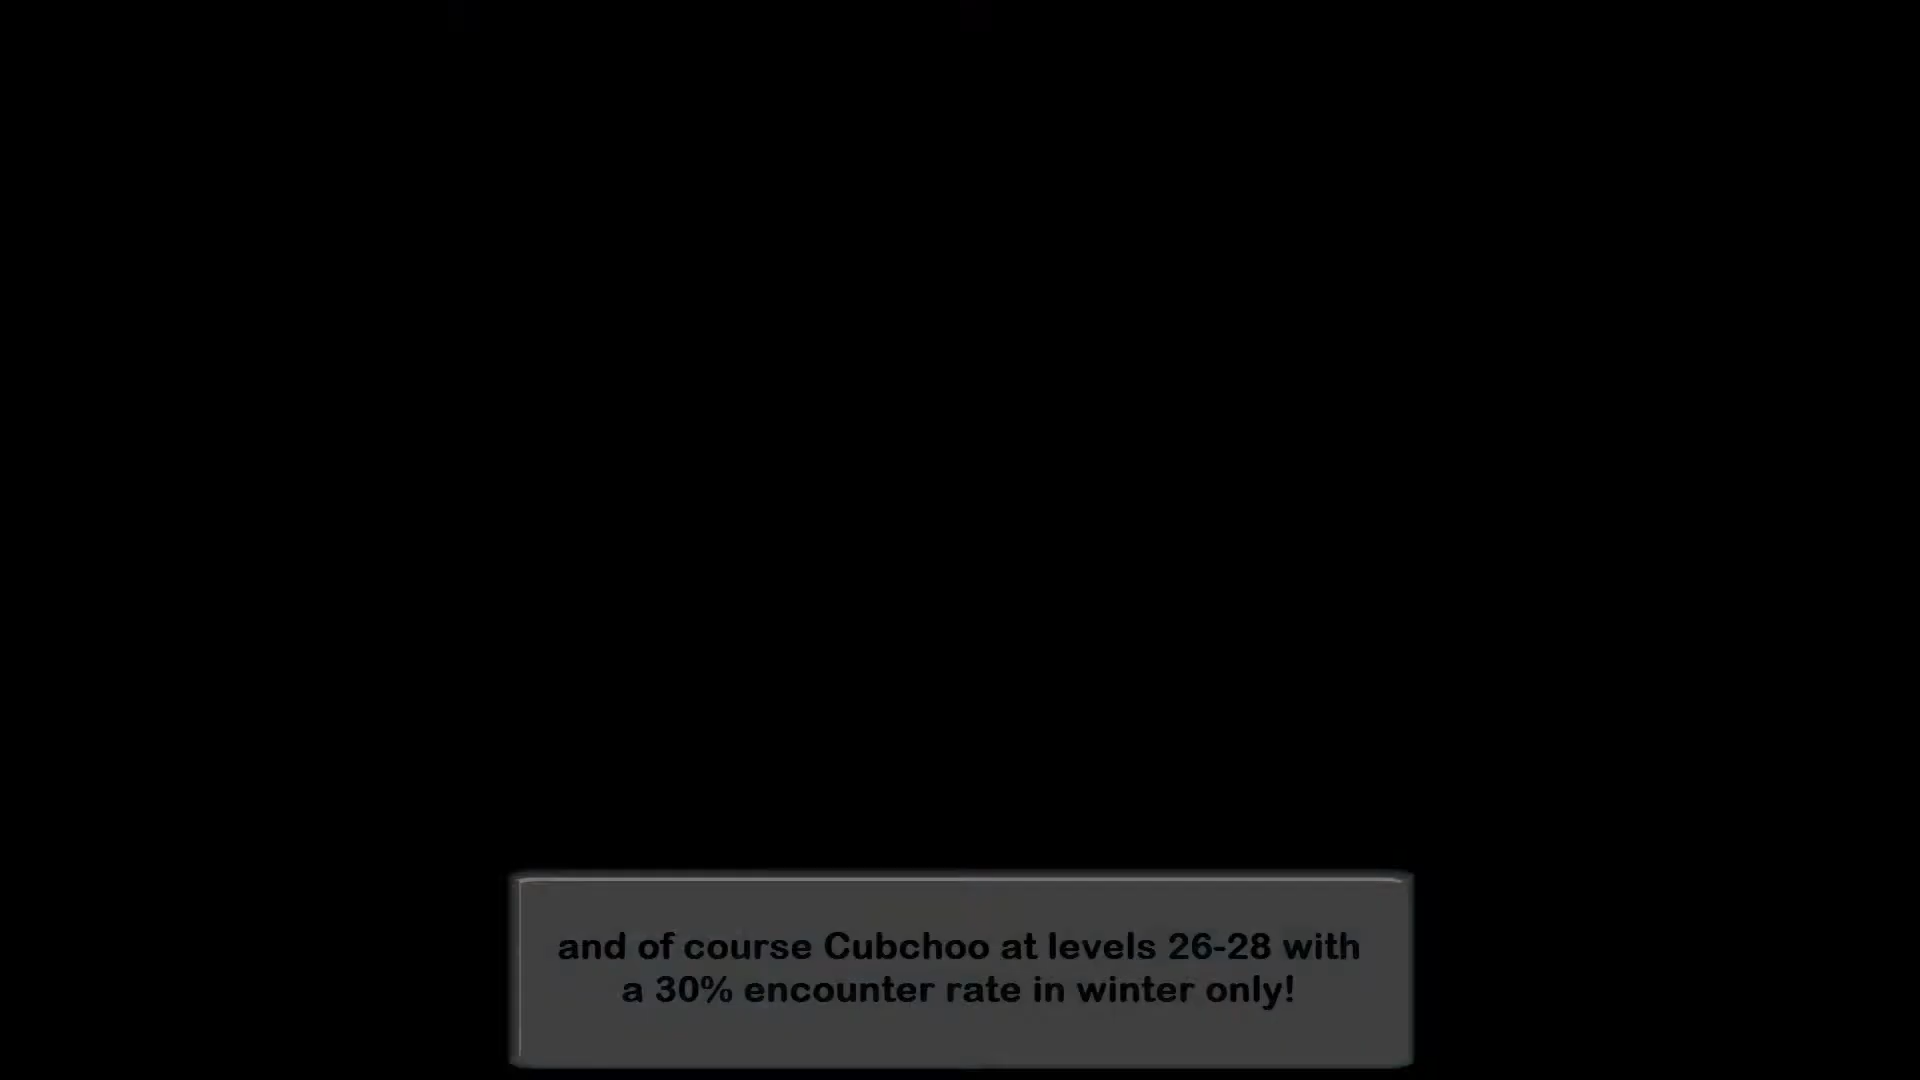 and of course Cubchoo at levels 26-28 with
a 30% encounter rate in winter only!